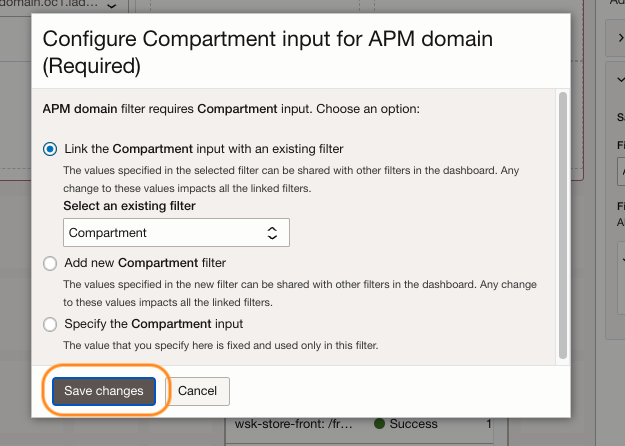 domain.oc1.iad...
Configure Compartment input for APM domain
(Required)
APM domain filter requires Compartment input. Choose an option:
Link the Compartment input with an existing filter
The values specified in the selected filter can be shared with other filters in the dashboard. Any
change to these values impacts all the linked filters.
Select an existing filter
Compartment
Add new Compartment filter
The values specified in the new filter can be shared with other filters in the dashboard. Any change
to these values impacts all the linked filters.
Specify the Compartment input
The value that you specify here is fixed and used only in this filter.
Save changes
Cancel
wsk-store-front: /fr...
Success
1